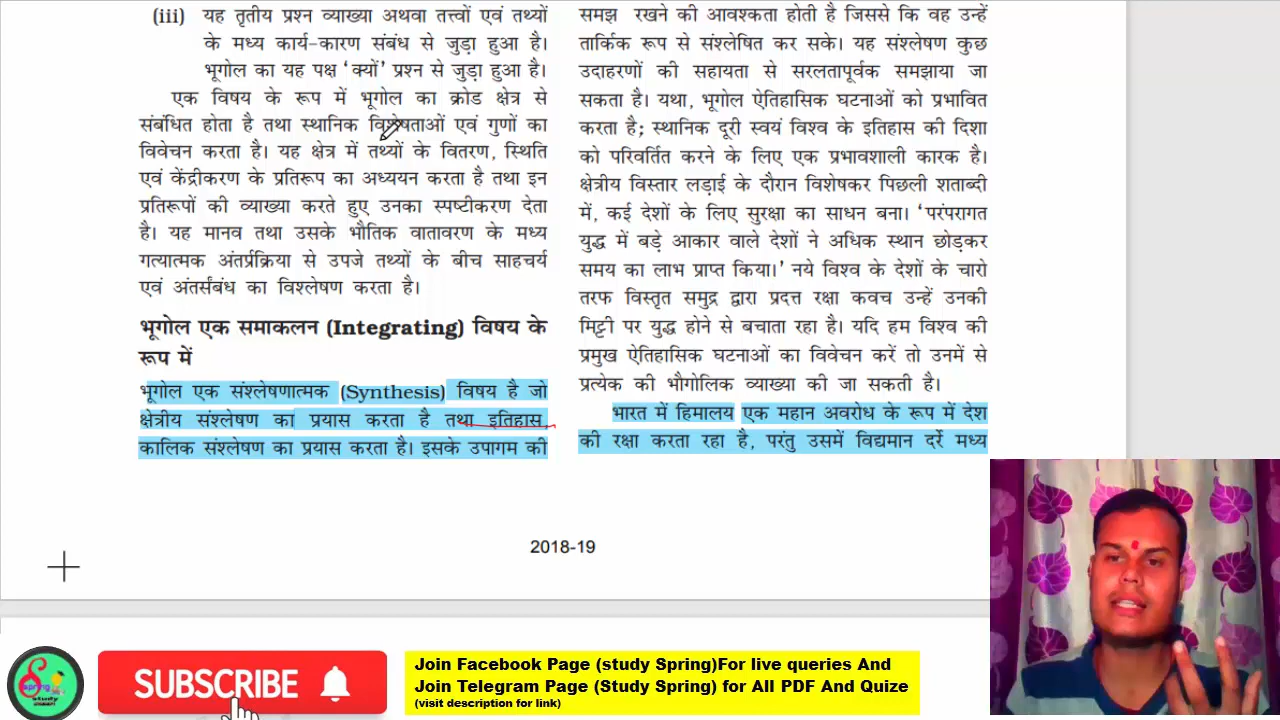 (iii) यह तृतीय प्रश्न व्याख्या अथवा तत्त्वों एवं तथ्यों
के मध्य कार्य-कारण संबंध से जुड़ा हुआ है।
भूगोल का यह पक्ष ‘क्यों’ प्रश्न से जुड़ा हुआ है।
एक विषय के रूप में भूगोल का क्रोड क्षेत्र से
संबंधित होता है तथा स्थानिक विशेषताओं एवं गुणों का
विवेचन करता है। यह क्षेत्र में तथ्यों के वितरण, स्थिति
एवं केंद्रीकरण के प्रतिरूप का अध्ययन करता है तथा इन
प्रतिरूपों की व्याख्या करते हुए उनका स्पष्टीकरण देता
है। यह मानव तथा उसके भौतिक वातावरण के मध्य
गत्यात्मक अंतर्प्रक्रिया से उपजे तथ्यों के बीच साहचर्य
एवं अंतर्संबंध का विश्लेषण करता है।
भूगोल एक समाकलन (Integrating) विषय के
रूप में
भूगोल एक संश्लेषणात्मक (Synthesis) विषय है जो
क्षेत्रीय संश्लेषण का प्रयास करता है तथा इतिहास
कालिक संश्लेषण का प्रयास करता है। इसके उपागम की
समझ रखने की आवश्कता होती है जिससे कि वह उन्हें
तार्किक रूप से संश्लेषित कर सके। यह संश्लेषण कुछ
उदाहरणों की सहायता से सरलतापूर्वक समझाया जा
सकता है। यथा, भूगोल ऐतिहासिक घटनाओं को प्रभावित
करता है; स्थानिक दूरी स्वयं विश्व के इतिहास की दिशा
को परिवर्तित करने के लिए एक प्रभावशाली कारक है।
क्षेत्रीय विस्तार लड़ाई के दौरान विशेषकर पिछली शताब्दी
में, कई देशों के लिए सुरक्षा का साधन बना। ‘परंपरागत
युद्ध में बड़े आकार वाले देशों ने अधिक स्थान छोड़कर
समय का लाभ प्राप्त किया।’ नये विश्व के देशों के चारो
तरफ विस्तृत समुद्र द्वारा प्रदत्त रक्षा कवच उन्हें उनकी
मिट्टी पर युद्ध होने से बचाता रहा है। यदि हम विश्व की
प्रमुख ऐतिहासिक घटनाओं का विवेचन करें तो उनमें से
प्रत्येक की भौगोलिक व्याख्या की जा सकती है।
भारत में हिमालय एक महान अवरोध के रूप में देश
की रक्षा करता रहा है, परंतु उसमें विद्यमान दर्रे मध्य
2018-19
SUBSCRIBE
Join Facebook Page (study Spring)For live queries And
Join Telegram Page (Study Spring) for All PDF And Quize
(visit description for link)